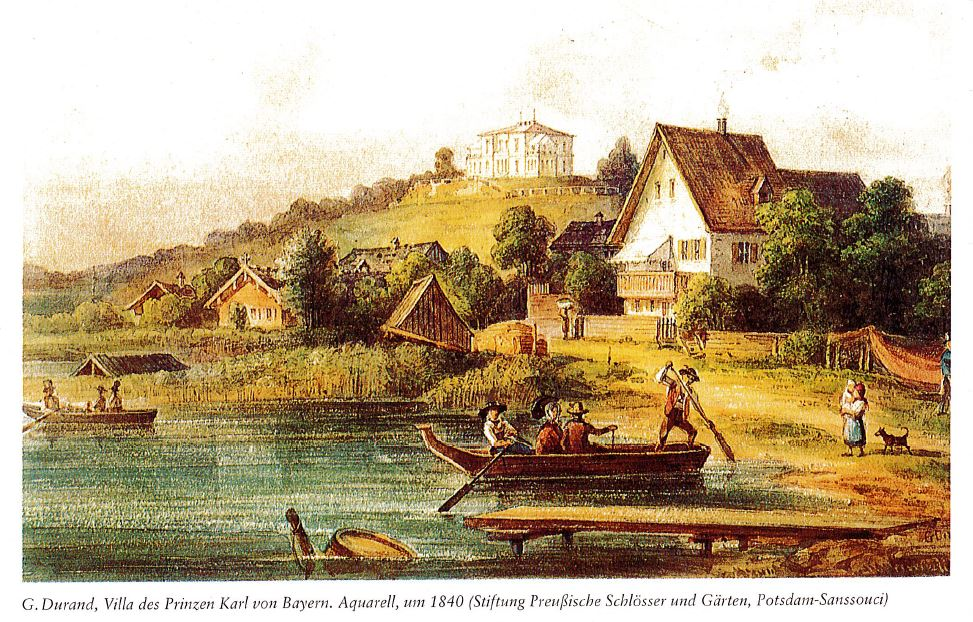 G. Durand, Villa des Prinzen Karl von Bayern. Aquarell, um 1840 (Stiftung Preußische Schlösser und Gärten, Potsdam-Sanssouci)